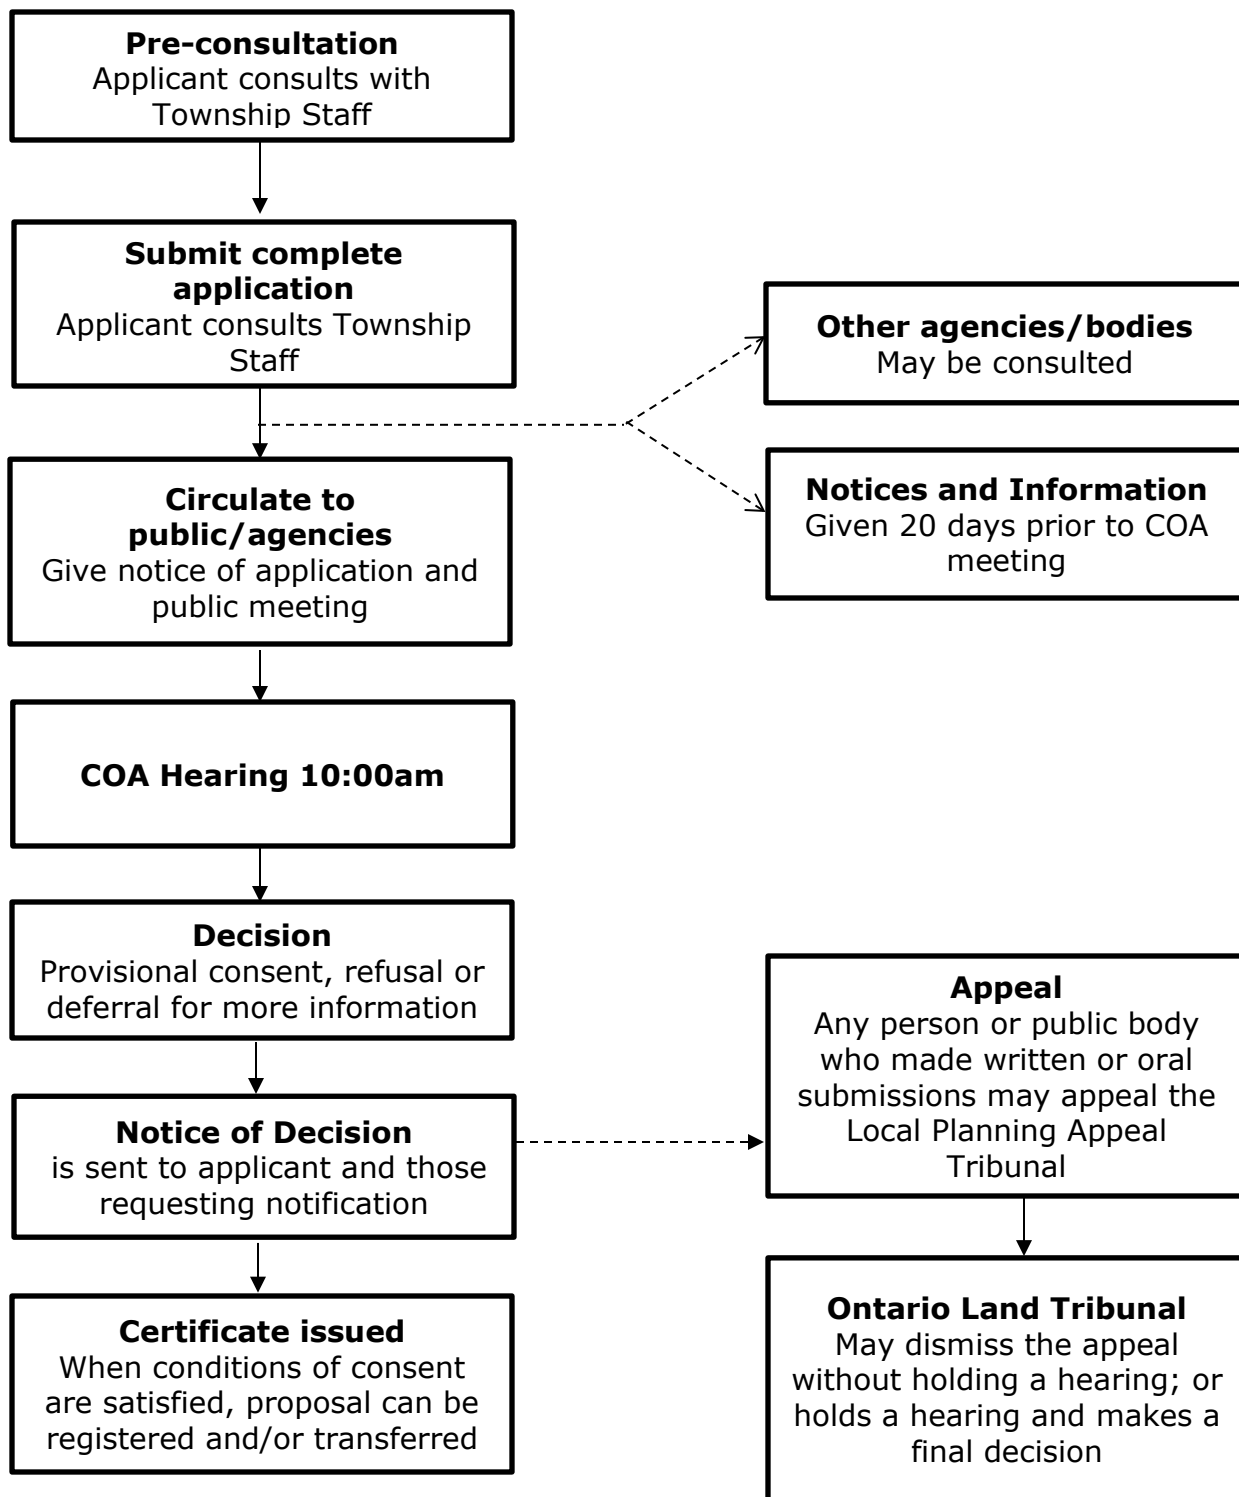 Pre-consultation
Applicant consults with
Township Staff
Submit complete
application
Applicant consults Township
Staff
Other agencies/bodies
May be consulted
Notices and Information
Given 20 days prior to COA
meeting
Circulate to
public/agencies
Give notice of application and
public meeting
COA Hearing 10:00am
Decision
Provisional consent, refusal or
deferral for more information
Notice of Decision
is sent to applicant and those
requesting notification
Appeal
Any person or public body
who made written or oral
submissions may appeal the
Local Planning Appeal
Tribunal
Certificate issued
When conditions of consent
are satisfied, proposal can be
registered and/or transferred
Ontario Land Tribunal
May dismiss the appeal
without holding a hearing; or
holds a hearing and makes a
final decision